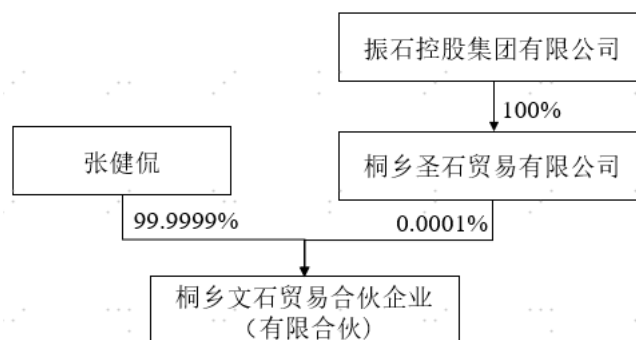 振石控股集团有限公司
100%
张健侃
桐乡圣石贸易有限公司
99.9999%
0.0001%
桐乡文石贸易合伙企业
（有限合伙)